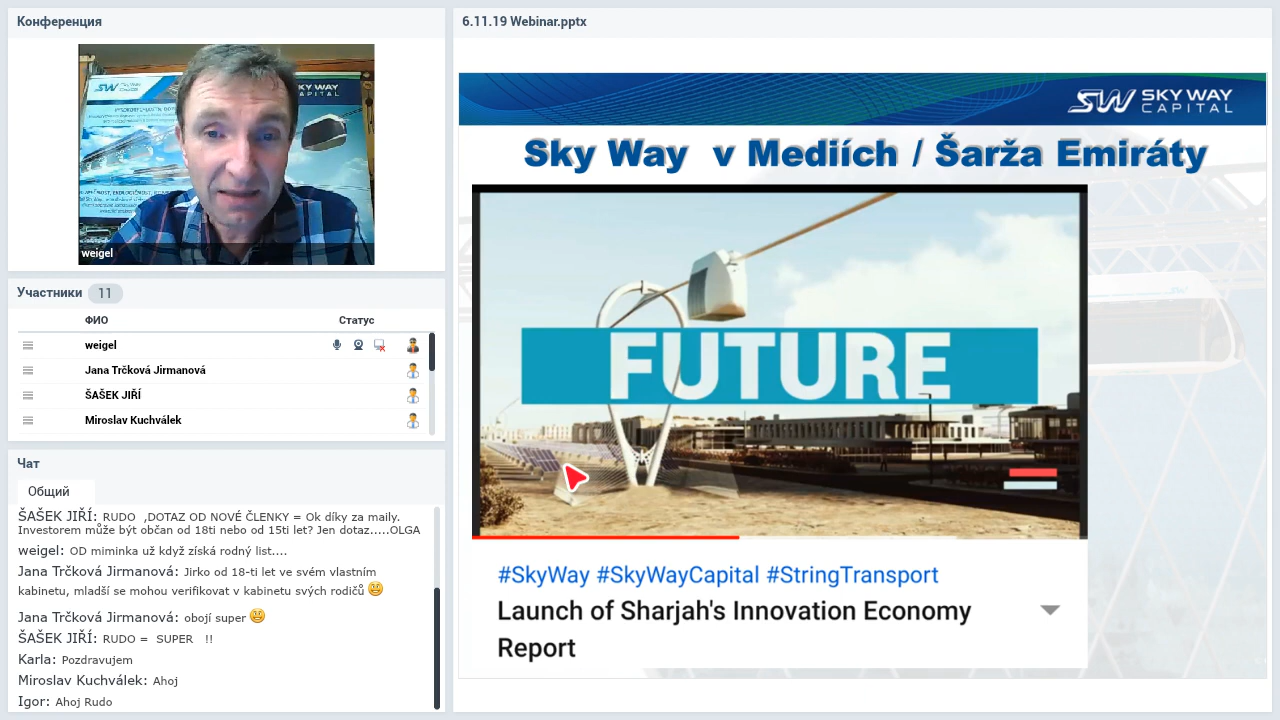 Конференция
SKY WAY
CAPITAL
weigel
Участники 11
ФИО Статус
weigel
Jana Trčková Jirmanová
ŠAŠEK JIŘÍ
Miroslav Kuchválek
Чат
Общий
ŠAŠEK JIŘÍ: RUDO ,DOTAZ OD NOVÉ ČLENKY = Ok díky za maily.
Investorem může být občan od 18ti nebo od 15ti let? Jen dotaz.....OLGA
weigel: OD miminka už když získá rodný list....
Jana Trčková Jirmanová: Jirko od 18-ti let ve svém vlastním
kabinetu, mladší se mohou verifikovat v kabinetu svých rodičů
Jana Trčková Jirmanová: obojí super
ŠAŠEK JIŘÍ: RUDO = SUPER !!
Karla: Pozdravujem
Miroslav Kuchválek: Ahoj
Igor: Ahoj Rudo
6.11.19 Webinar.pptx
SW SKY WAY
CAPITAL
Sky Way v Mediích / Šarža Emiráty
FUTURE
#SkyWay #SkyWayCapital #StringTransport
Launch of Sharjah's Innovation Economy
Report